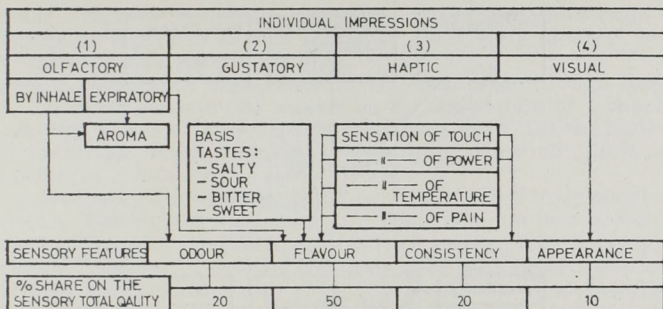 INDIVIDUAL IMPRESSIONS
(1) (2) (3) (4)
OLFACTORY GUSTATORY HAPTIC VISUAL
BY INHALE EXPIRATORY
AROMA
BASIS
TASTES:
- SALTY
- SOUR
- BITTER
- SWEET
SENSATION OF TOUCH
—〃— OF POWER
—〃— OF
TEMPERATURE
—〃— OF PAIN
SENSORY FEATURES ODOUR FLAVOUR CONSISTENCY APPEARANCE
% SHARE ON THE
SENSORY TOTAL QALITY 20 50 20 10